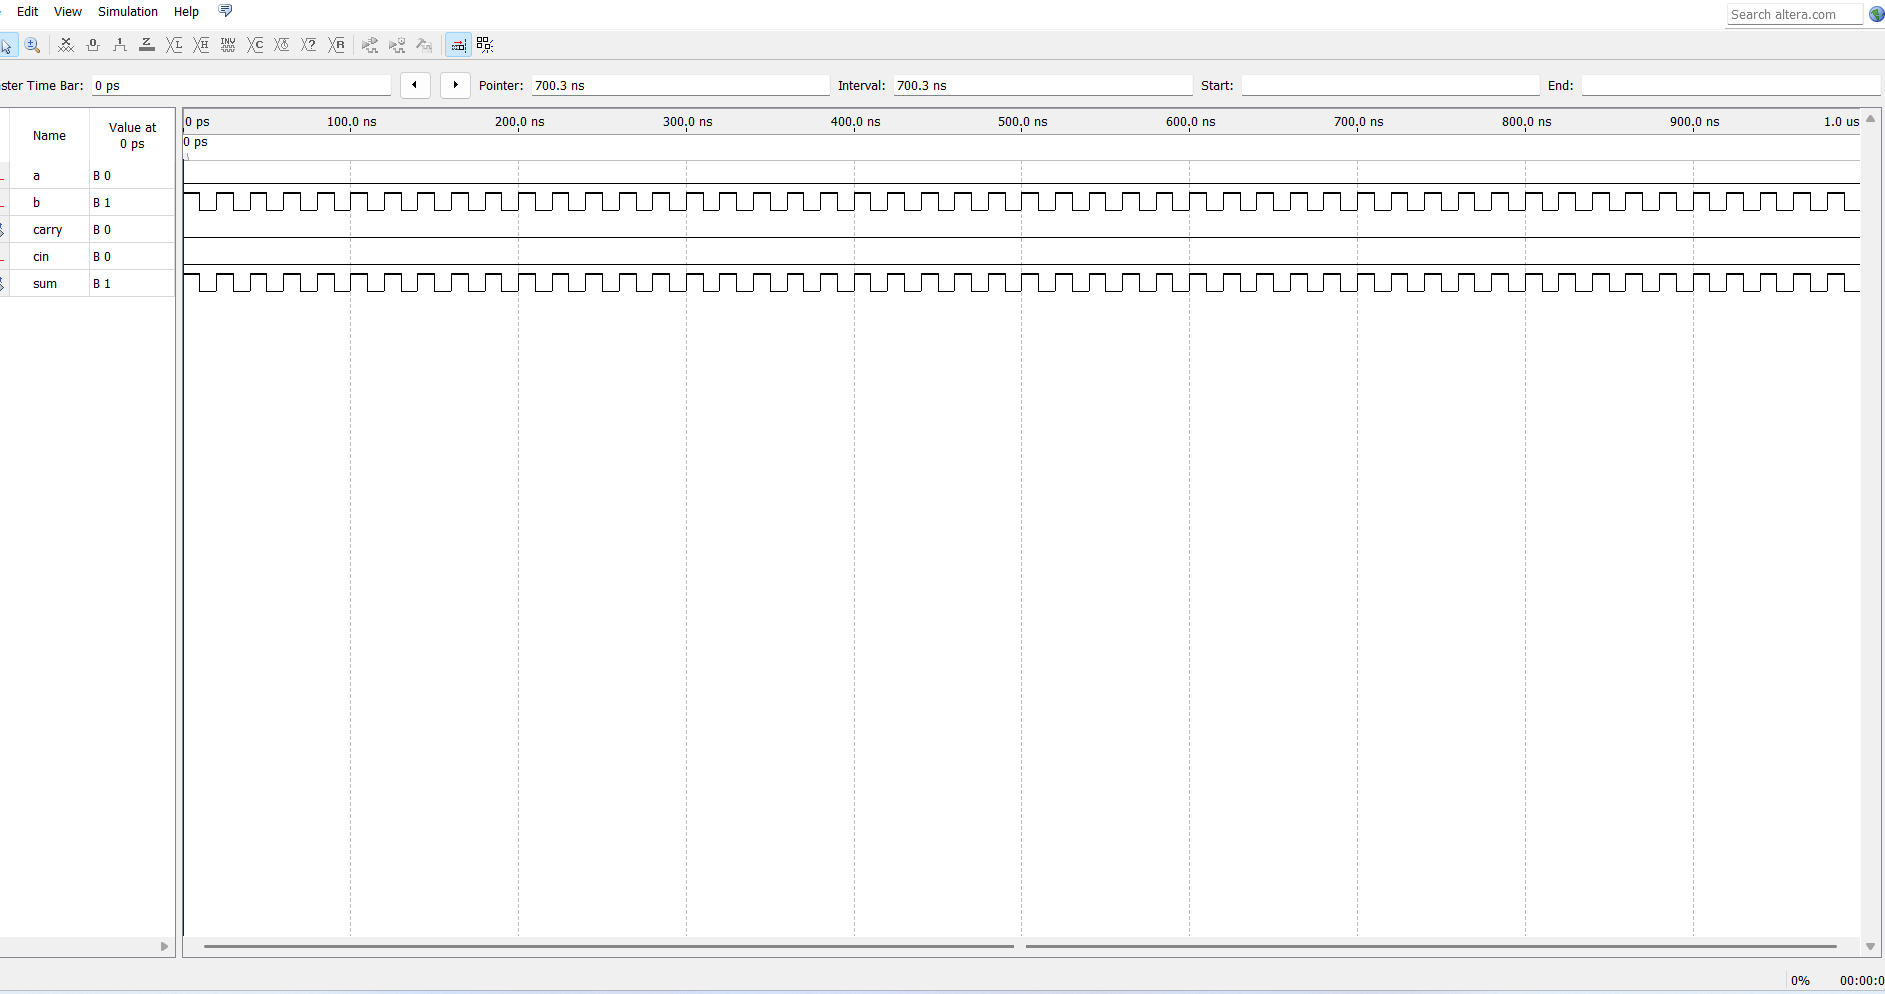 Edit View Simulation Help
Search altera.com
Master Time Bar: 0 ps Pointer: 700.3 ns Interval: 700.3 ns Start: End:
Name Value at 0 ps
0 ps 100.0 ns 200.0 ns 300.0 ns 400.0 ns 500.0 ns 600.0 ns 700.0 ns 800.0 ns 900.0 ns 1.0 us
0 ps
a B 0
b B 1
carry B 0
cin B 0
sum B 1
0% 00:00:0